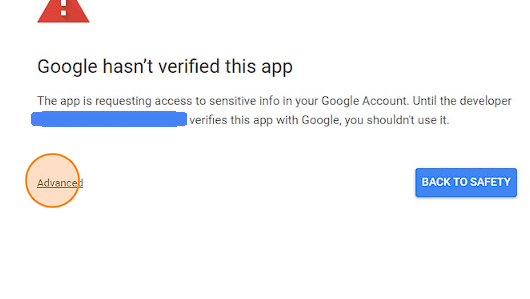 Google hasn't verified this app
The app is requesting access to sensitive info in your Google Account. Until the developer
verifies this app with Google, you shouldn't use it.
Advanced
BACK TO SAFETY